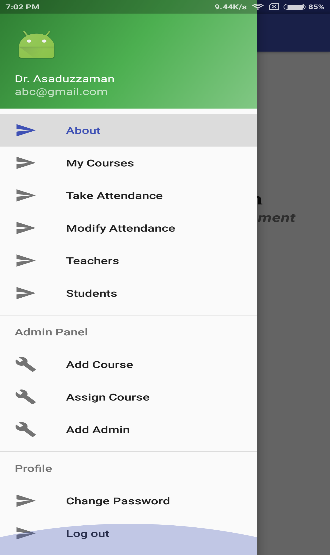 7:02 PM 9.44K/s 85%
Dr. Asaduzzaman
abc@gmail.com
About
My Courses
Take Attendance
Modify Attendance
Teachers
Students
Admin Panel
Add Course
Assign Course
Add Admin
Profile
Change Password
Log out